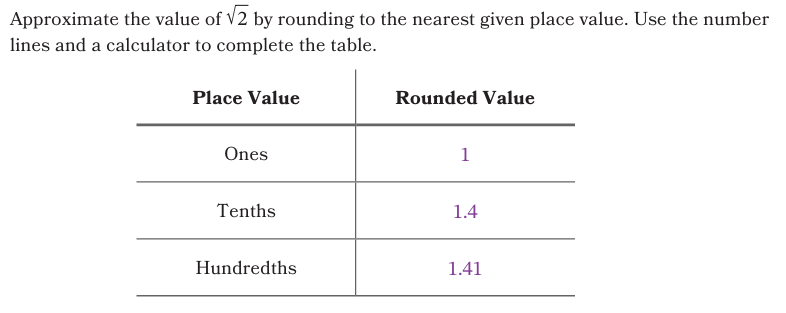 Approximate the value of √2 by rounding to the nearest given place value. Use the number
lines and a calculator to complete the table.
Place Value Rounded Value
Ones 1
Tenths 1.4
Hundredths 1.41